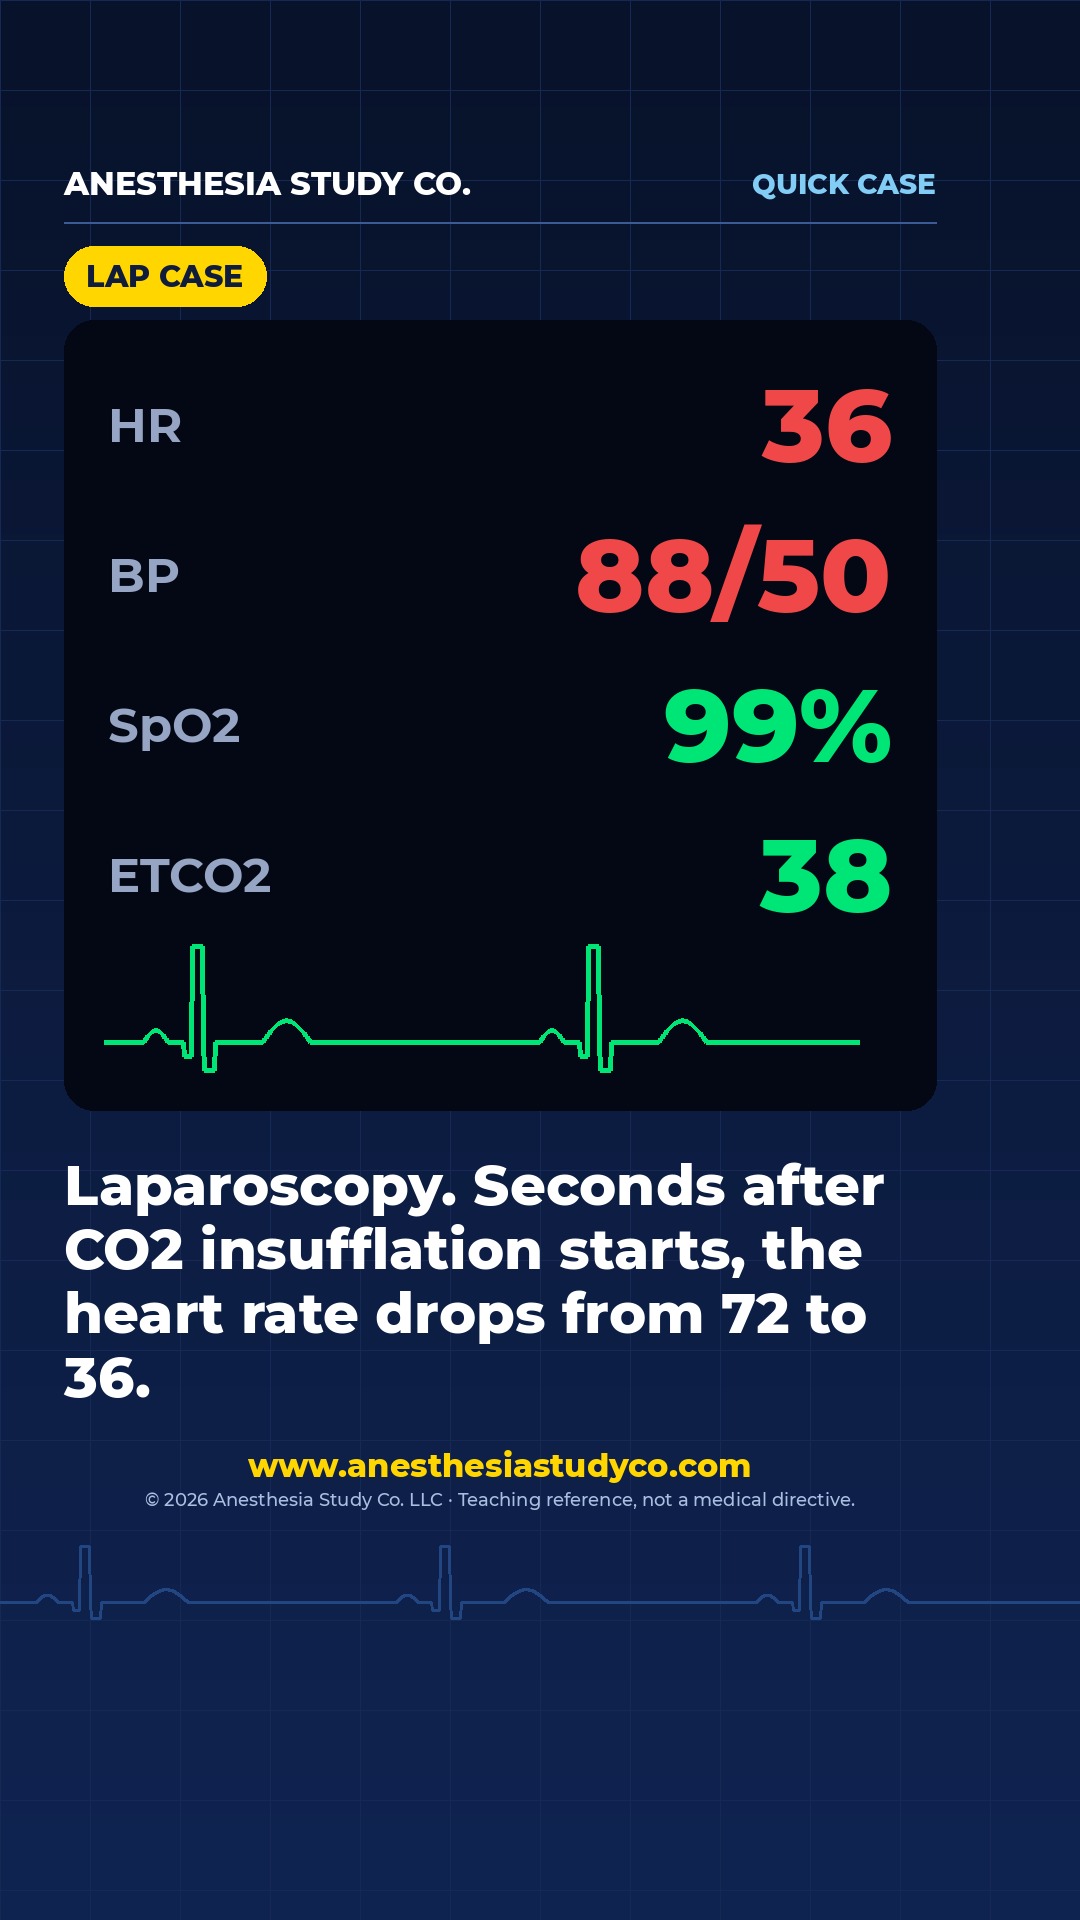 ANESTHESIA STUDY CO.
QUICK CASE
LAP CASE
HR 36
BP 88/50
SpO2 99%
ETCO2 38
Laparoscopy. Seconds after
CO2 insufflation starts, the
heart rate drops from 72 to
36.
www.anesthesiastudyco.com
© 2026 Anesthesia Study Co. LLC · Teaching reference, not a medical directive.